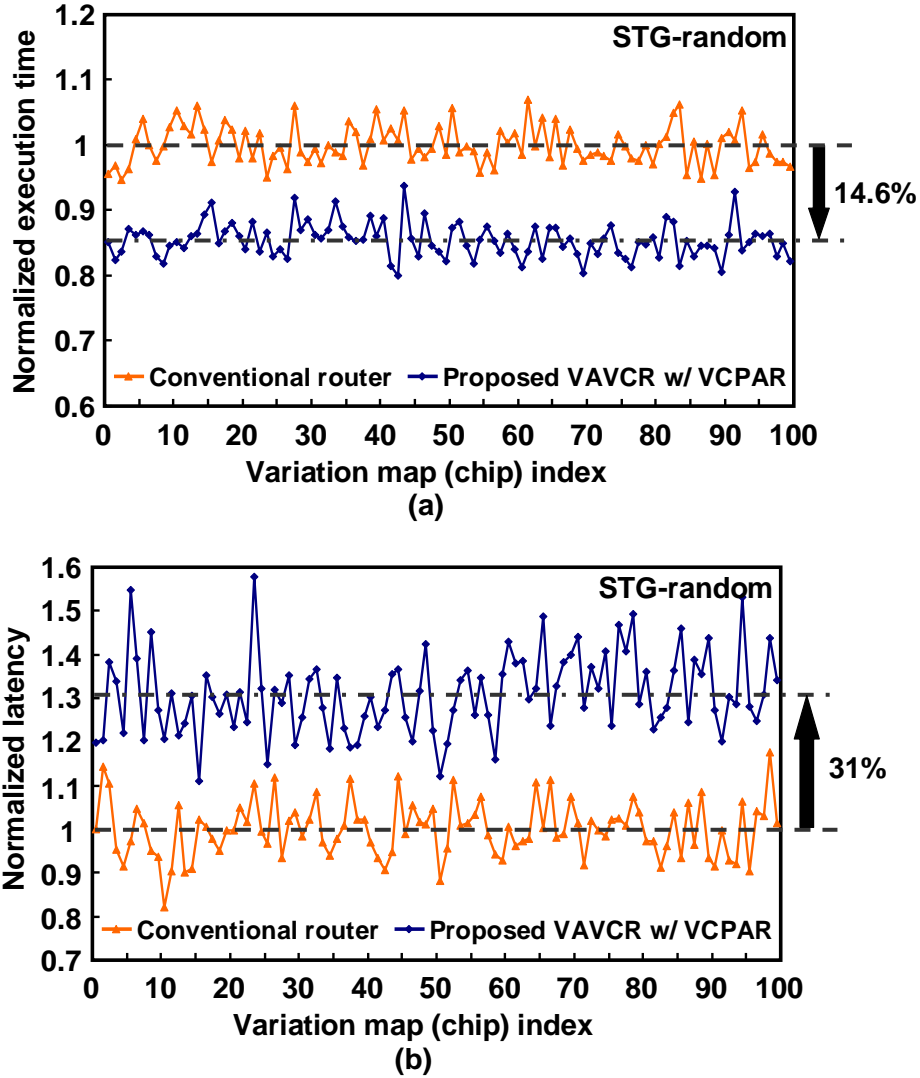 STG-random
Normalized execution time
1.2
1.1
1
0.9
0.8
0.7
0.6
14.6%
Conventional router Proposed VAVCR w/ VCPAR
0 10 20 30 40 50 60 70 80 90 100
Variation map (chip) index
(a)
STG-random
Normalized latency
1.6
1.5
1.4
1.3
1.2
1.1
1
0.9
0.8
0.7
31%
Conventional router Proposed VAVCR w/ VCPAR
0 10 20 30 40 50 60 70 80 90 100
Variation map (chip) index
(b)